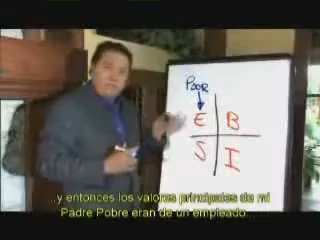 POOR
E B
S I
..y entonces los valores principales de mi
Padre Pobre eran de un empleado...